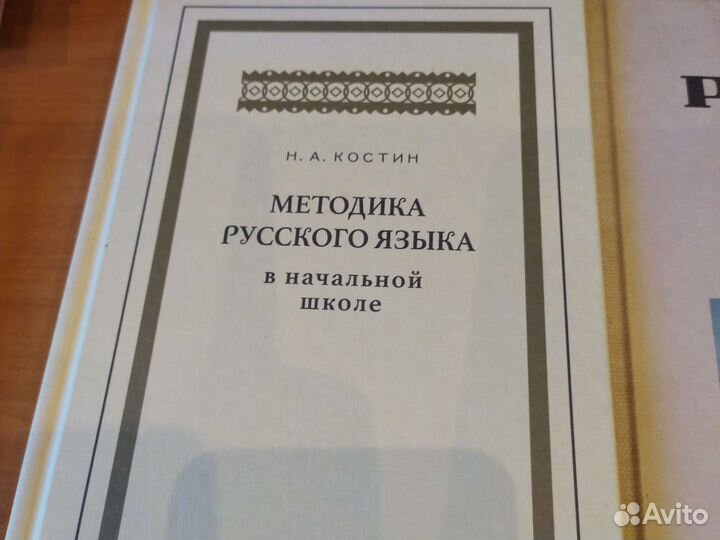 Н. А. КОСТИН
МЕТОДИКА
РУССКОГО ЯЗЫКА
в начальной
школе
Р
Avito